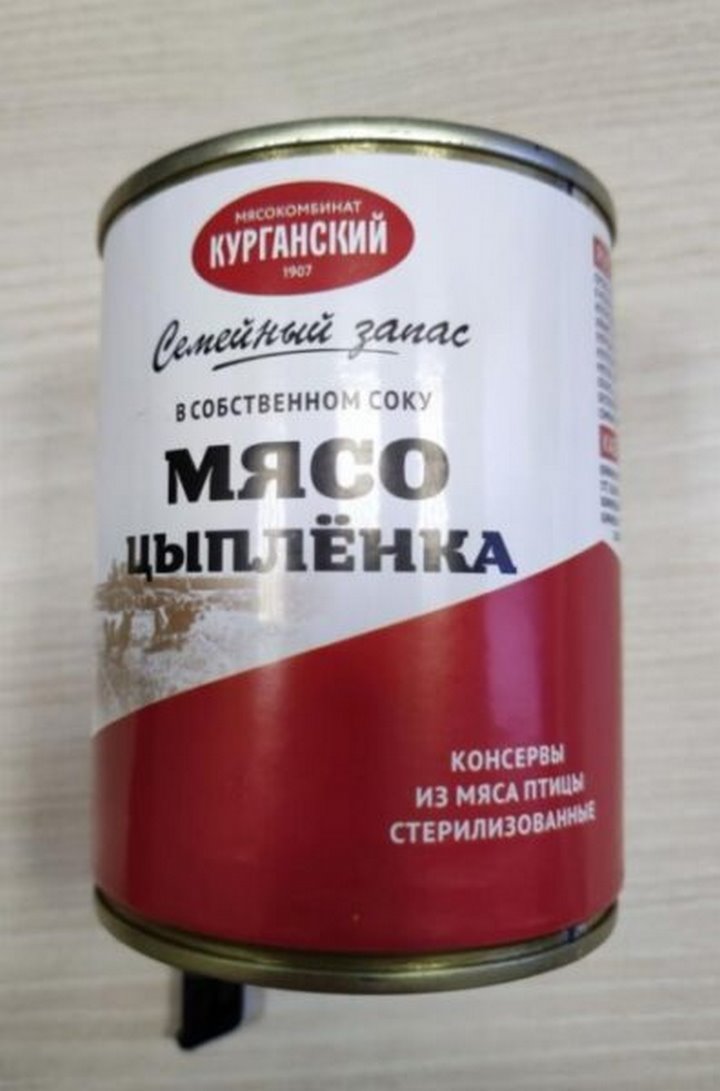 МЯСОКОМБИНАТ
КУРГАНСКИЙ
1907
Семейный запас
В СОБСТВЕННОМ СОКУ
МЯСО
ЦЫПЛЁНКА
КОНСЕРВЫ
ИЗ МЯСА ПТИЦЫ
СТЕРИЛИЗОВАННЫЕ